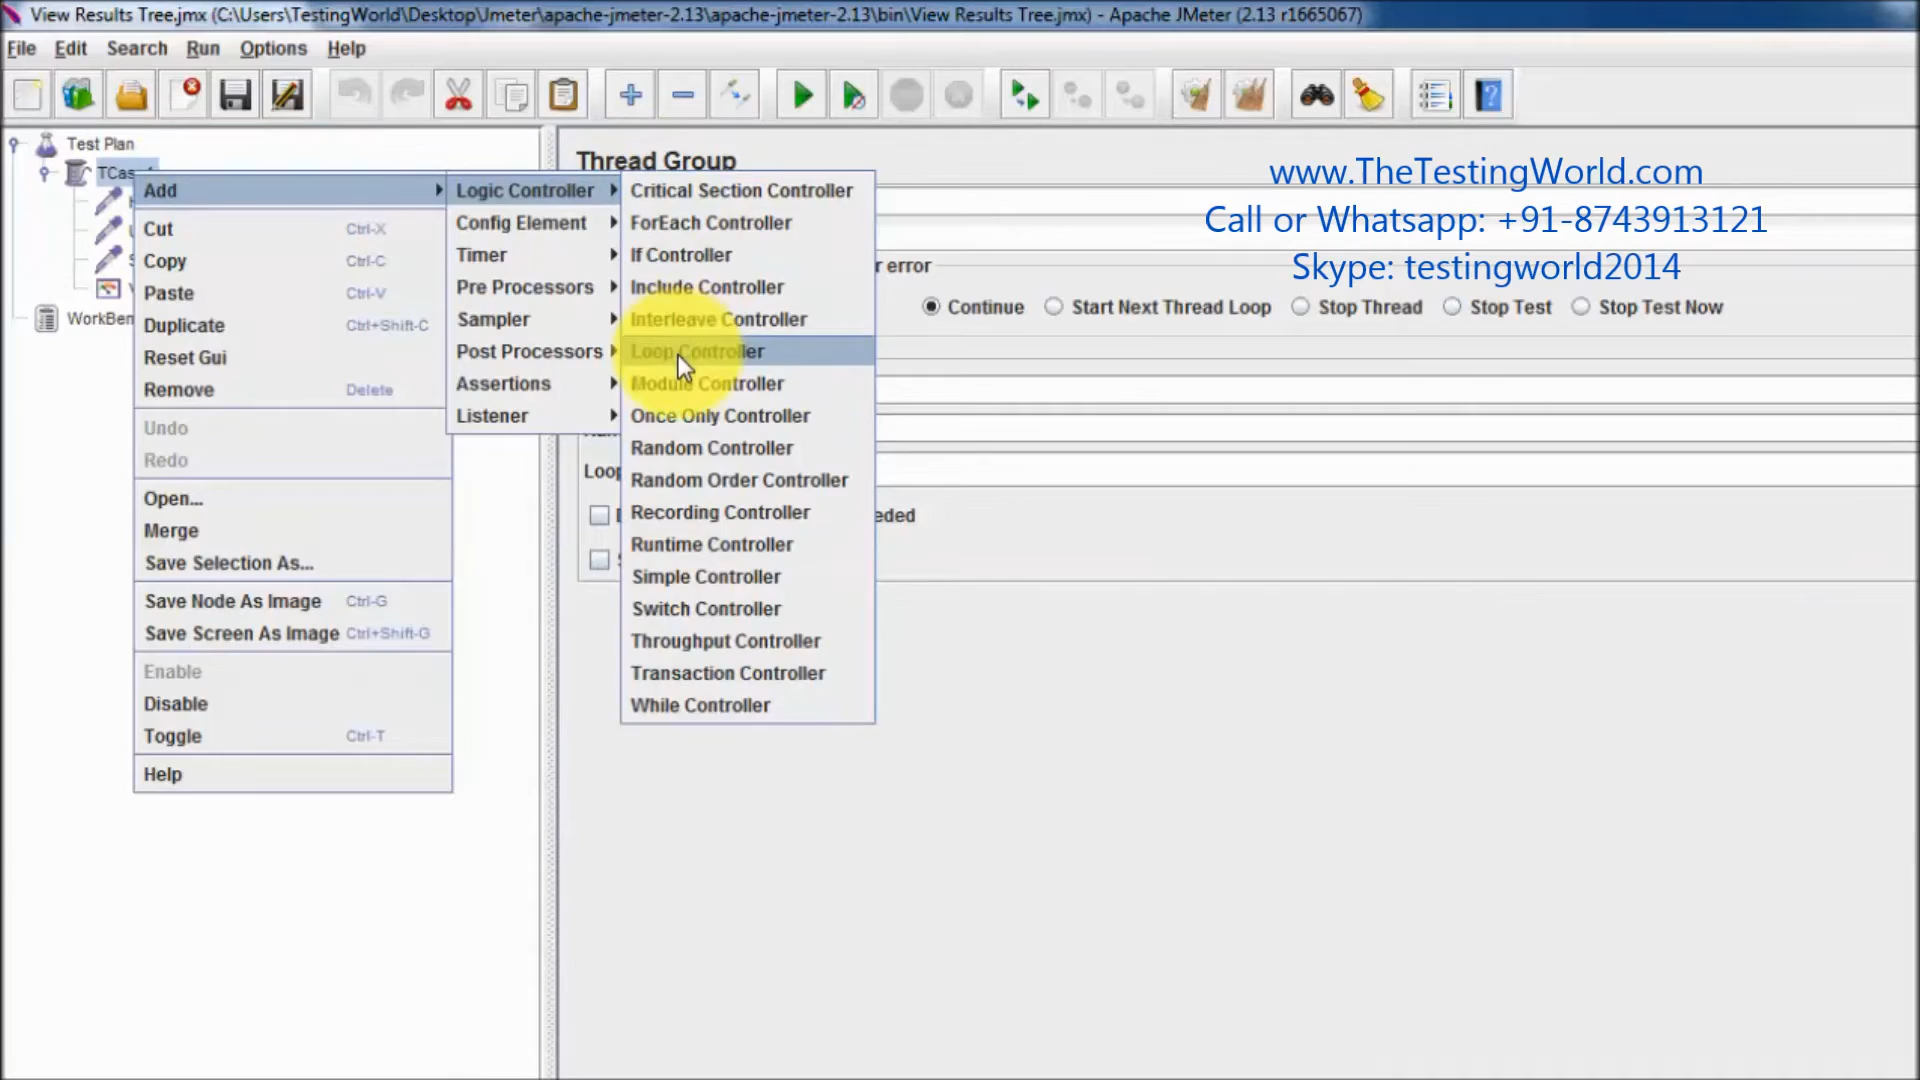 View Results Tree.jmx (C:\Users\TestingWorld\Desktop\Jmeter\apache-jmeter-2.13\apache-jmeter-2.13\bin\View Results Tree.jmx) - Apache JMeter (2.13 r1665067)
File Edit Search Run Options Help
Test Plan
TCas
WorkBen
Add
Cut Ctrl-X
Copy Ctrl-C
Paste Ctrl-V
Duplicate Ctrl+Shift-C
Reset Gui
Remove Delete
Undo
Redo
Open...
Merge
Save Selection As...
Save Node As Image Ctrl-G
Save Screen As Image Ctrl+Shift-G
Enable
Disable
Toggle Ctrl-T
Help
Logic Controller
Config Element
Timer
Pre Processors
Sampler
Post Processors
Assertions
Listener
Critical Section Controller
ForEach Controller
If Controller
Include Controller
Interleave Controller
Loop Controller
Module Controller
Once Only Controller
Random Controller
Random Order Controller
Recording Controller
Runtime Controller
Simple Controller
Switch Controller
Throughput Controller
Transaction Controller
While Controller
Thread Group
www.TheTestingWorld.com
Call or Whatsapp: +91-8743913121
Skype: testingworld2014
r error
Continue Start Next Thread Loop Stop Thread Stop Test Stop Test Now
Loop
eded